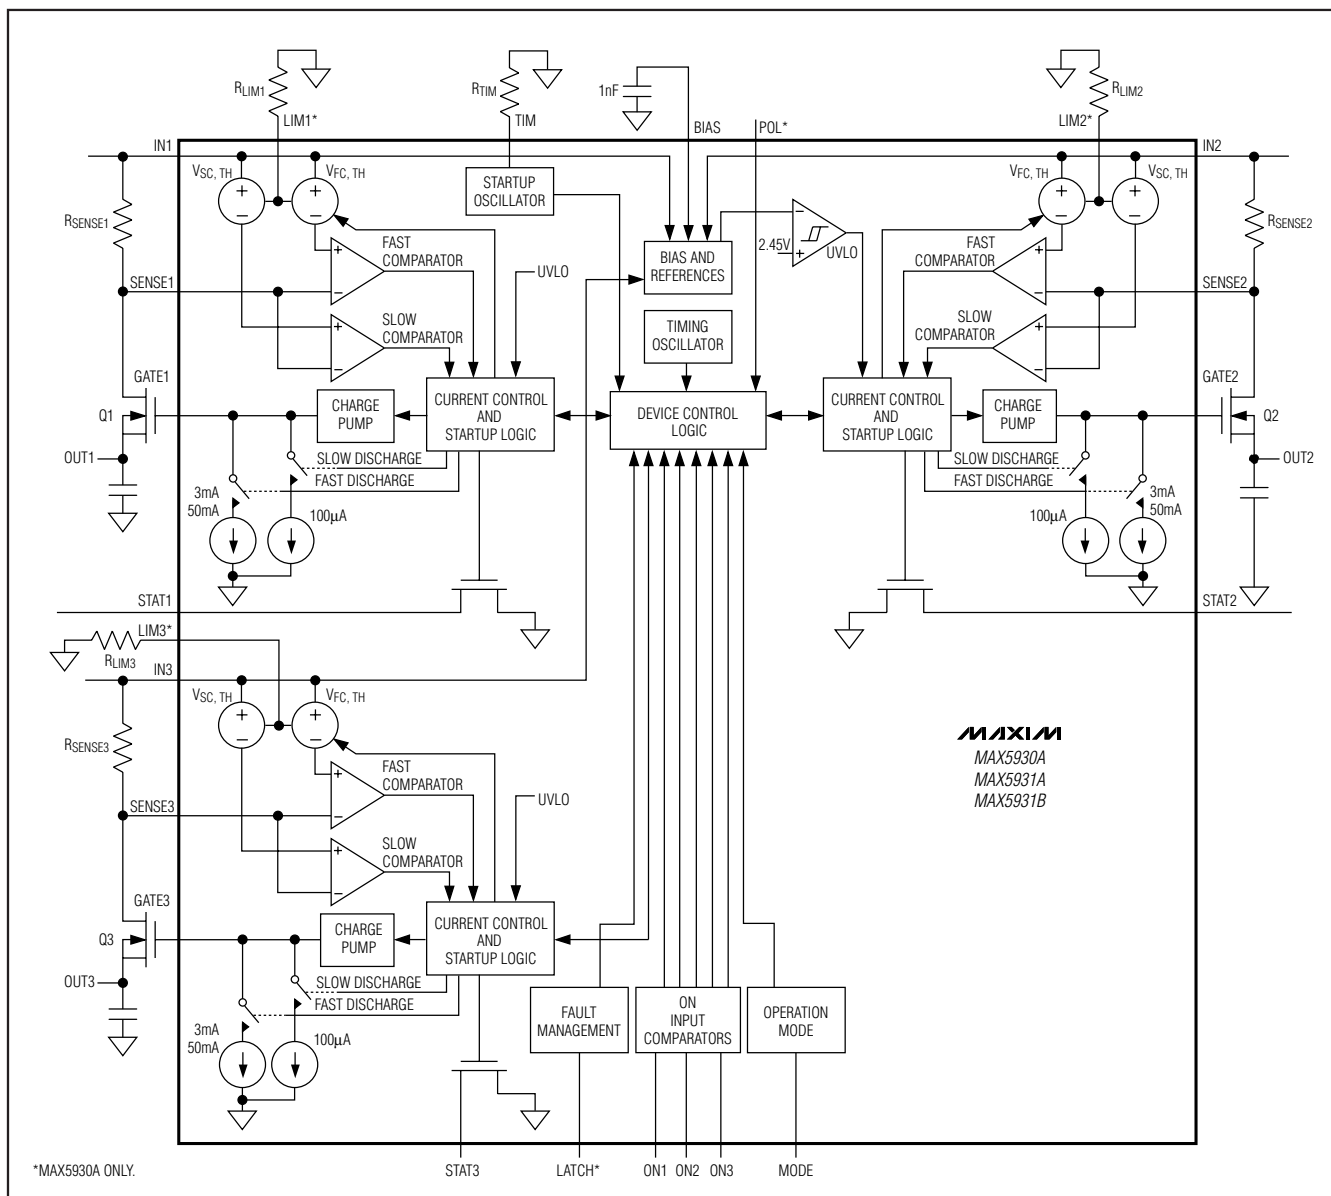 RLIM1
LIM1*
RTIM
TIM
1nF
BIAS
POL*
RLIM2
LIM2*
IN1
IN2
VSC, TH
+
−
VFC, TH
+
−
STARTUP
OSCILLATOR
VFC, TH
+
−
VSC, TH
+
−
RSENSE1
RSENSE2
FAST
COMPARATOR
+
−
UVLO
BIAS AND
REFERENCES
−
2.45V
+
UVLO
FAST
COMPARATOR
+
−
SENSE1
SENSE2
SLOW
COMPARATOR
+
−
TIMING
OSCILLATOR
SLOW
COMPARATOR
+
−
GATE1
GATE2
Q1
CHARGE
PUMP
CURRENT CONTROL
AND
STARTUP LOGIC
DEVICE CONTROL
LOGIC
CURRENT CONTROL
AND
STARTUP LOGIC
CHARGE
PUMP
Q2
OUT1
SLOW DISCHARGE
FAST DISCHARGE
SLOW DISCHARGE
FAST DISCHARGE
OUT2
3mA
50mA
100µA
100µA
3mA
50mA
STAT1
STAT2
LIM3*
RLIM3
IN3
VSC, TH
+
−
VFC, TH
+
−
MAXIM
MAX5930A
MAX5931A
MAX5931B
RSENSE3
FAST
COMPARATOR
+
−
UVLO
SENSE3
SLOW
COMPARATOR
+
−
GATE3
Q3
CHARGE
PUMP
CURRENT CONTROL
AND
STARTUP LOGIC
OUT3
SLOW DISCHARGE
FAST DISCHARGE
3mA
50mA
100µA
FAULT
MANAGEMENT
ON
INPUT
COMPARATORS
OPERATION
MODE
*MAX5930A ONLY.
STAT3
LATCH*
ON1
ON2
ON3
MODE